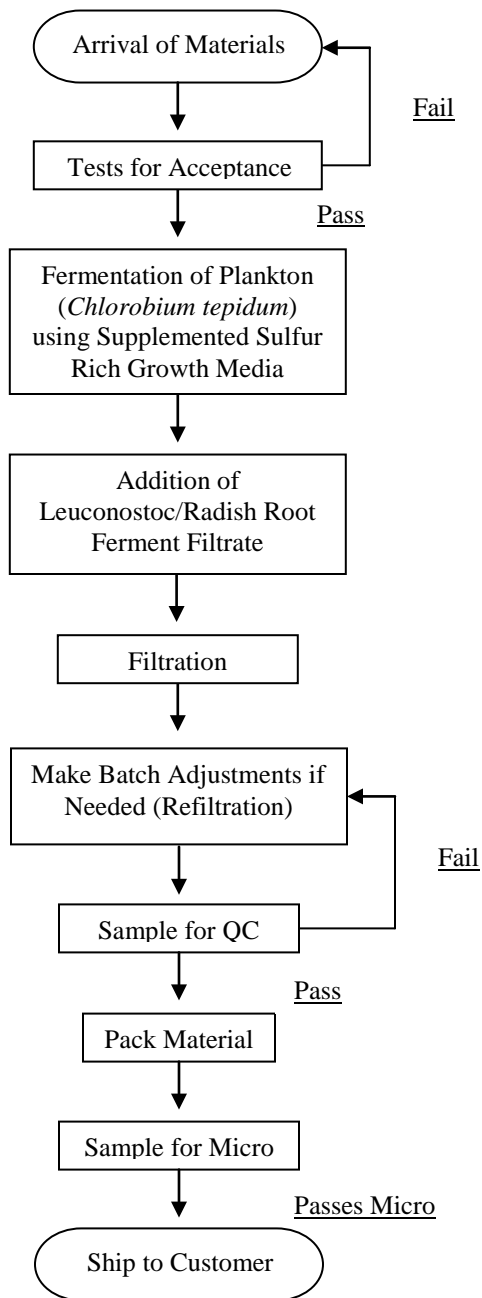 Arrival of Materials
Fail
Tests for Acceptance
Pass
Fermentation of Plankton
(Chlorobium tepidum)
using Supplemented Sulfur
Rich Growth Media
Addition of
Leuconostoc/Radish Root
Ferment Filtrate
Filtration
Make Batch Adjustments if
Needed (Refiltration)
Fail
Sample for QC
Pass
Pack Material
Sample for Micro
Passes Micro
Ship to Customer